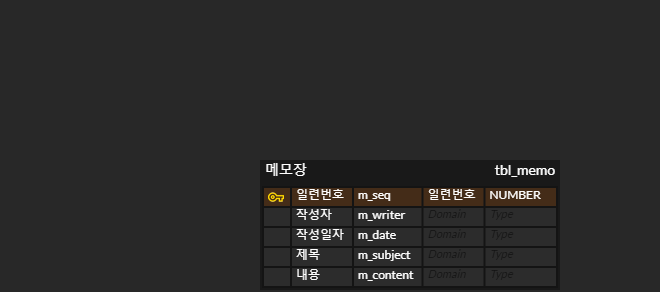 메모장 tbl_memo
일련번호 m_seq 일련번호 NUMBER
작성자 m_writer Domain Type
작성일자 m_date Domain Type
제목 m_subject Domain Type
내용 m_content Domain Type